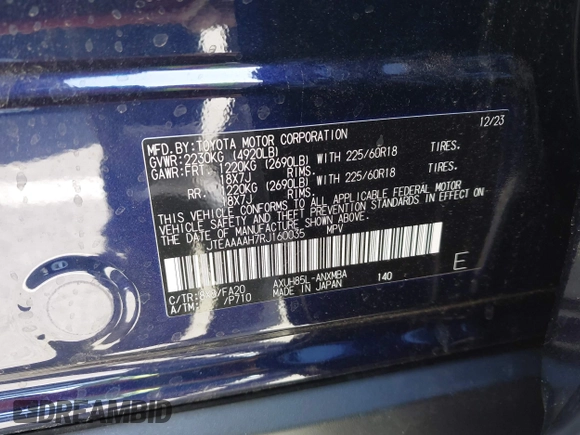 12/23
MFD.BY:TOYOTA MOTOR CORPORATION
GVWR:2230KG (4920LB)
GAWR:FRT. 1220KG (2690LB) WITH 225/60R18 TIRES.
18X7J RIMS.
RR. 1220KG (2690LB) WITH 225/60R18 TIRES.
18X7J RIMS.
THIS VEHICLE CONFORMS TO ALL APPLICABLE FEDERAL MOTOR
VEHICLE SAFETY AND THEFT PREVENTION STANDARDS IN EFFECT
ON THE DATE OF MANUFACTURE SHOWN ABOVE.
JTEAAAAH7RJ160035 MPV
C/TR: /FA20 AXUH85L-ANXMBA 140
A/TM: /P710 MADE IN JAPAN
E
DREAMBID